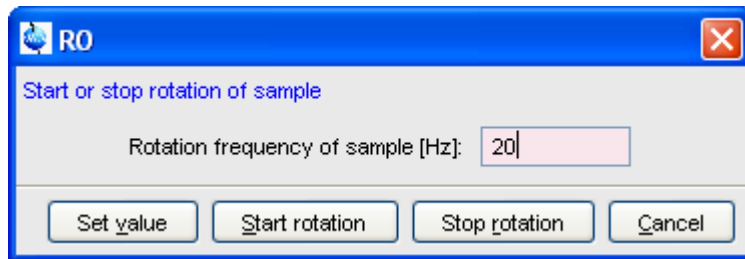 RO
Start or stop rotation of sample
Rotation frequency of sample [Hz]: 20
Set value Start rotation Stop rotation Cancel